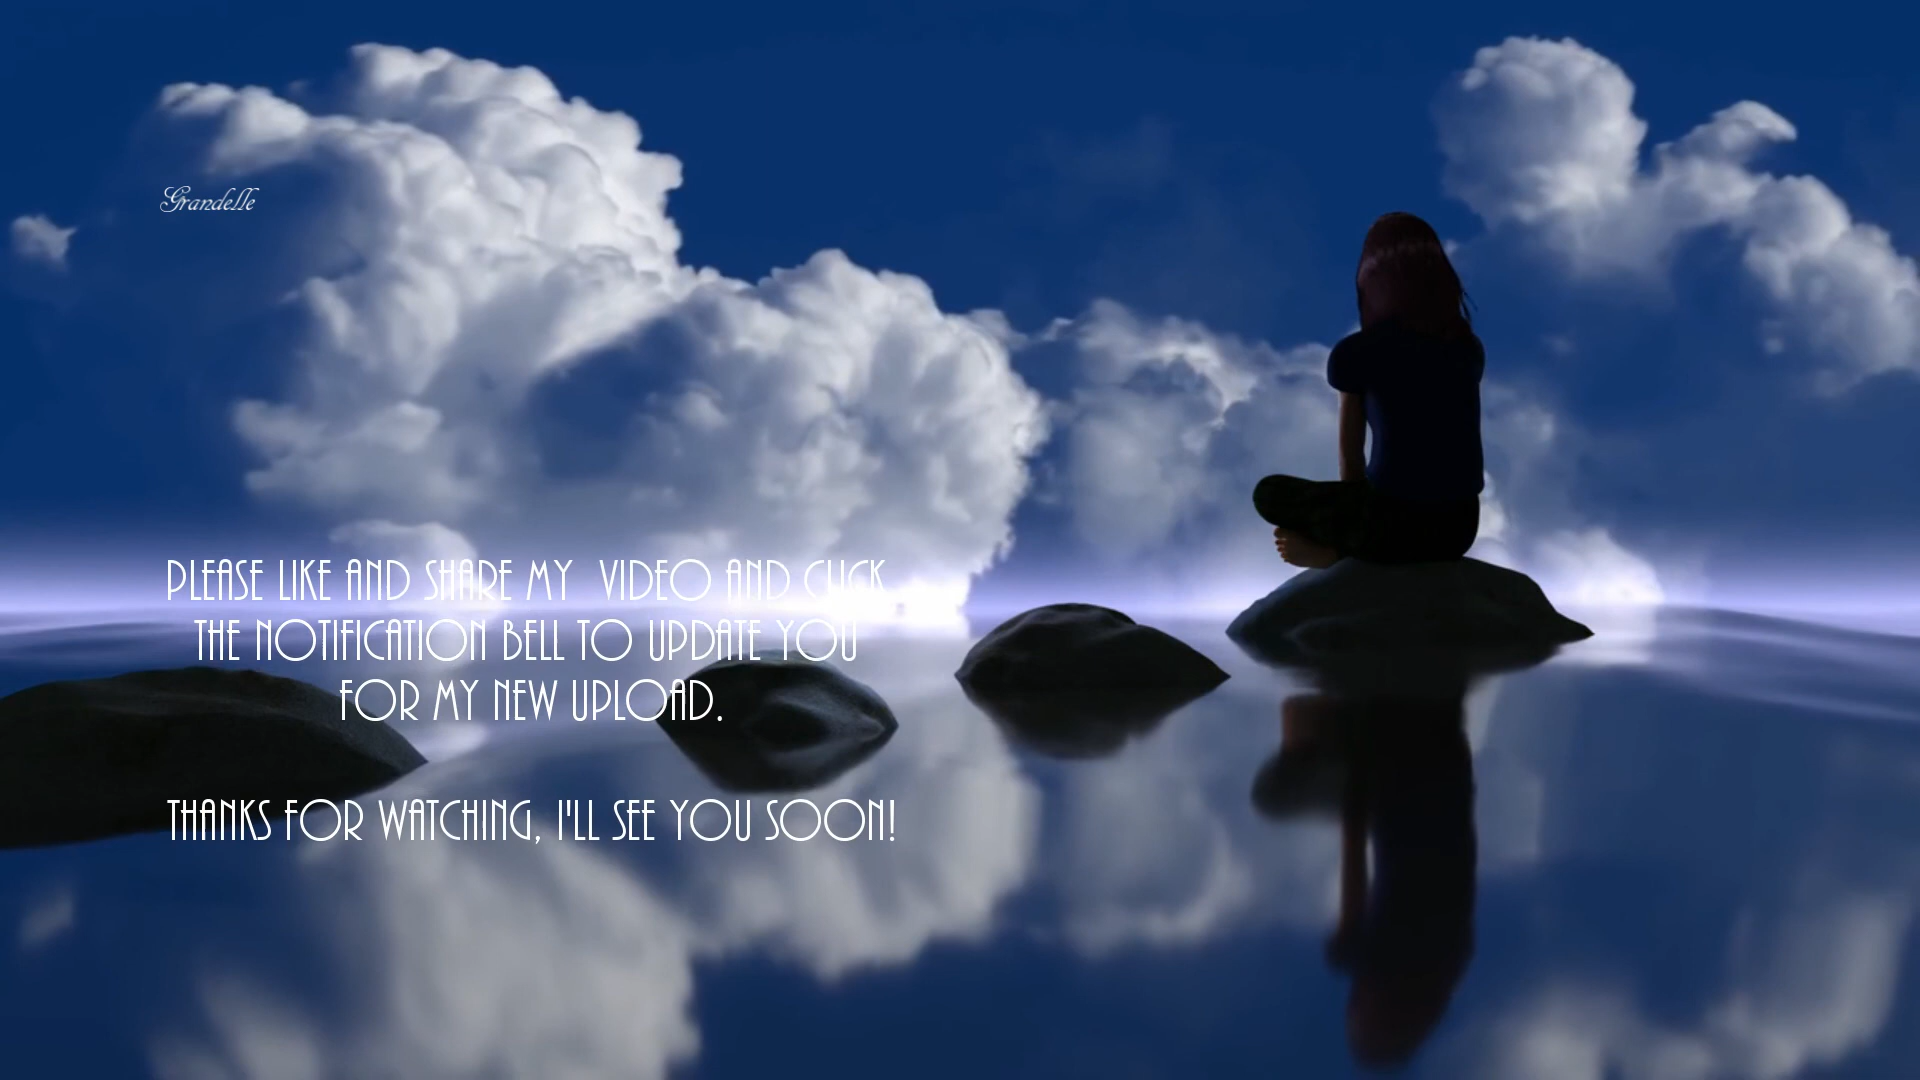 Grandelle
PLEASE LIKE AND SHARE MY VIDEO AND CLICK
THE NOTIFICATION BELL TO UPDATE YOU
FOR MY NEW UPLOAD.
THANKS FOR WATCHING, I'LL SEE YOU SOON!